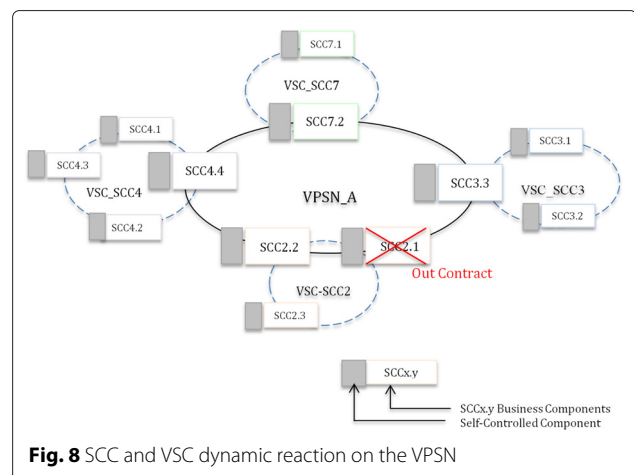 SCC7.1
VSC_SCC7
SCC7.2
SCC4.1
SCC4.3
VSC_SCC4
SCC4.4
SCC4.2
SCC3.1
SCC3.3
VSC_SCC3
SCC3.2
VPSN_A
SCC2.2
SCC2.1
Out Contract
VSC-SCC2
SCC2.3
SCCx.y
SCCx.y Business Components
Self-Controlled Component
Fig. 8 SCC and VSC dynamic reaction on the VPSN